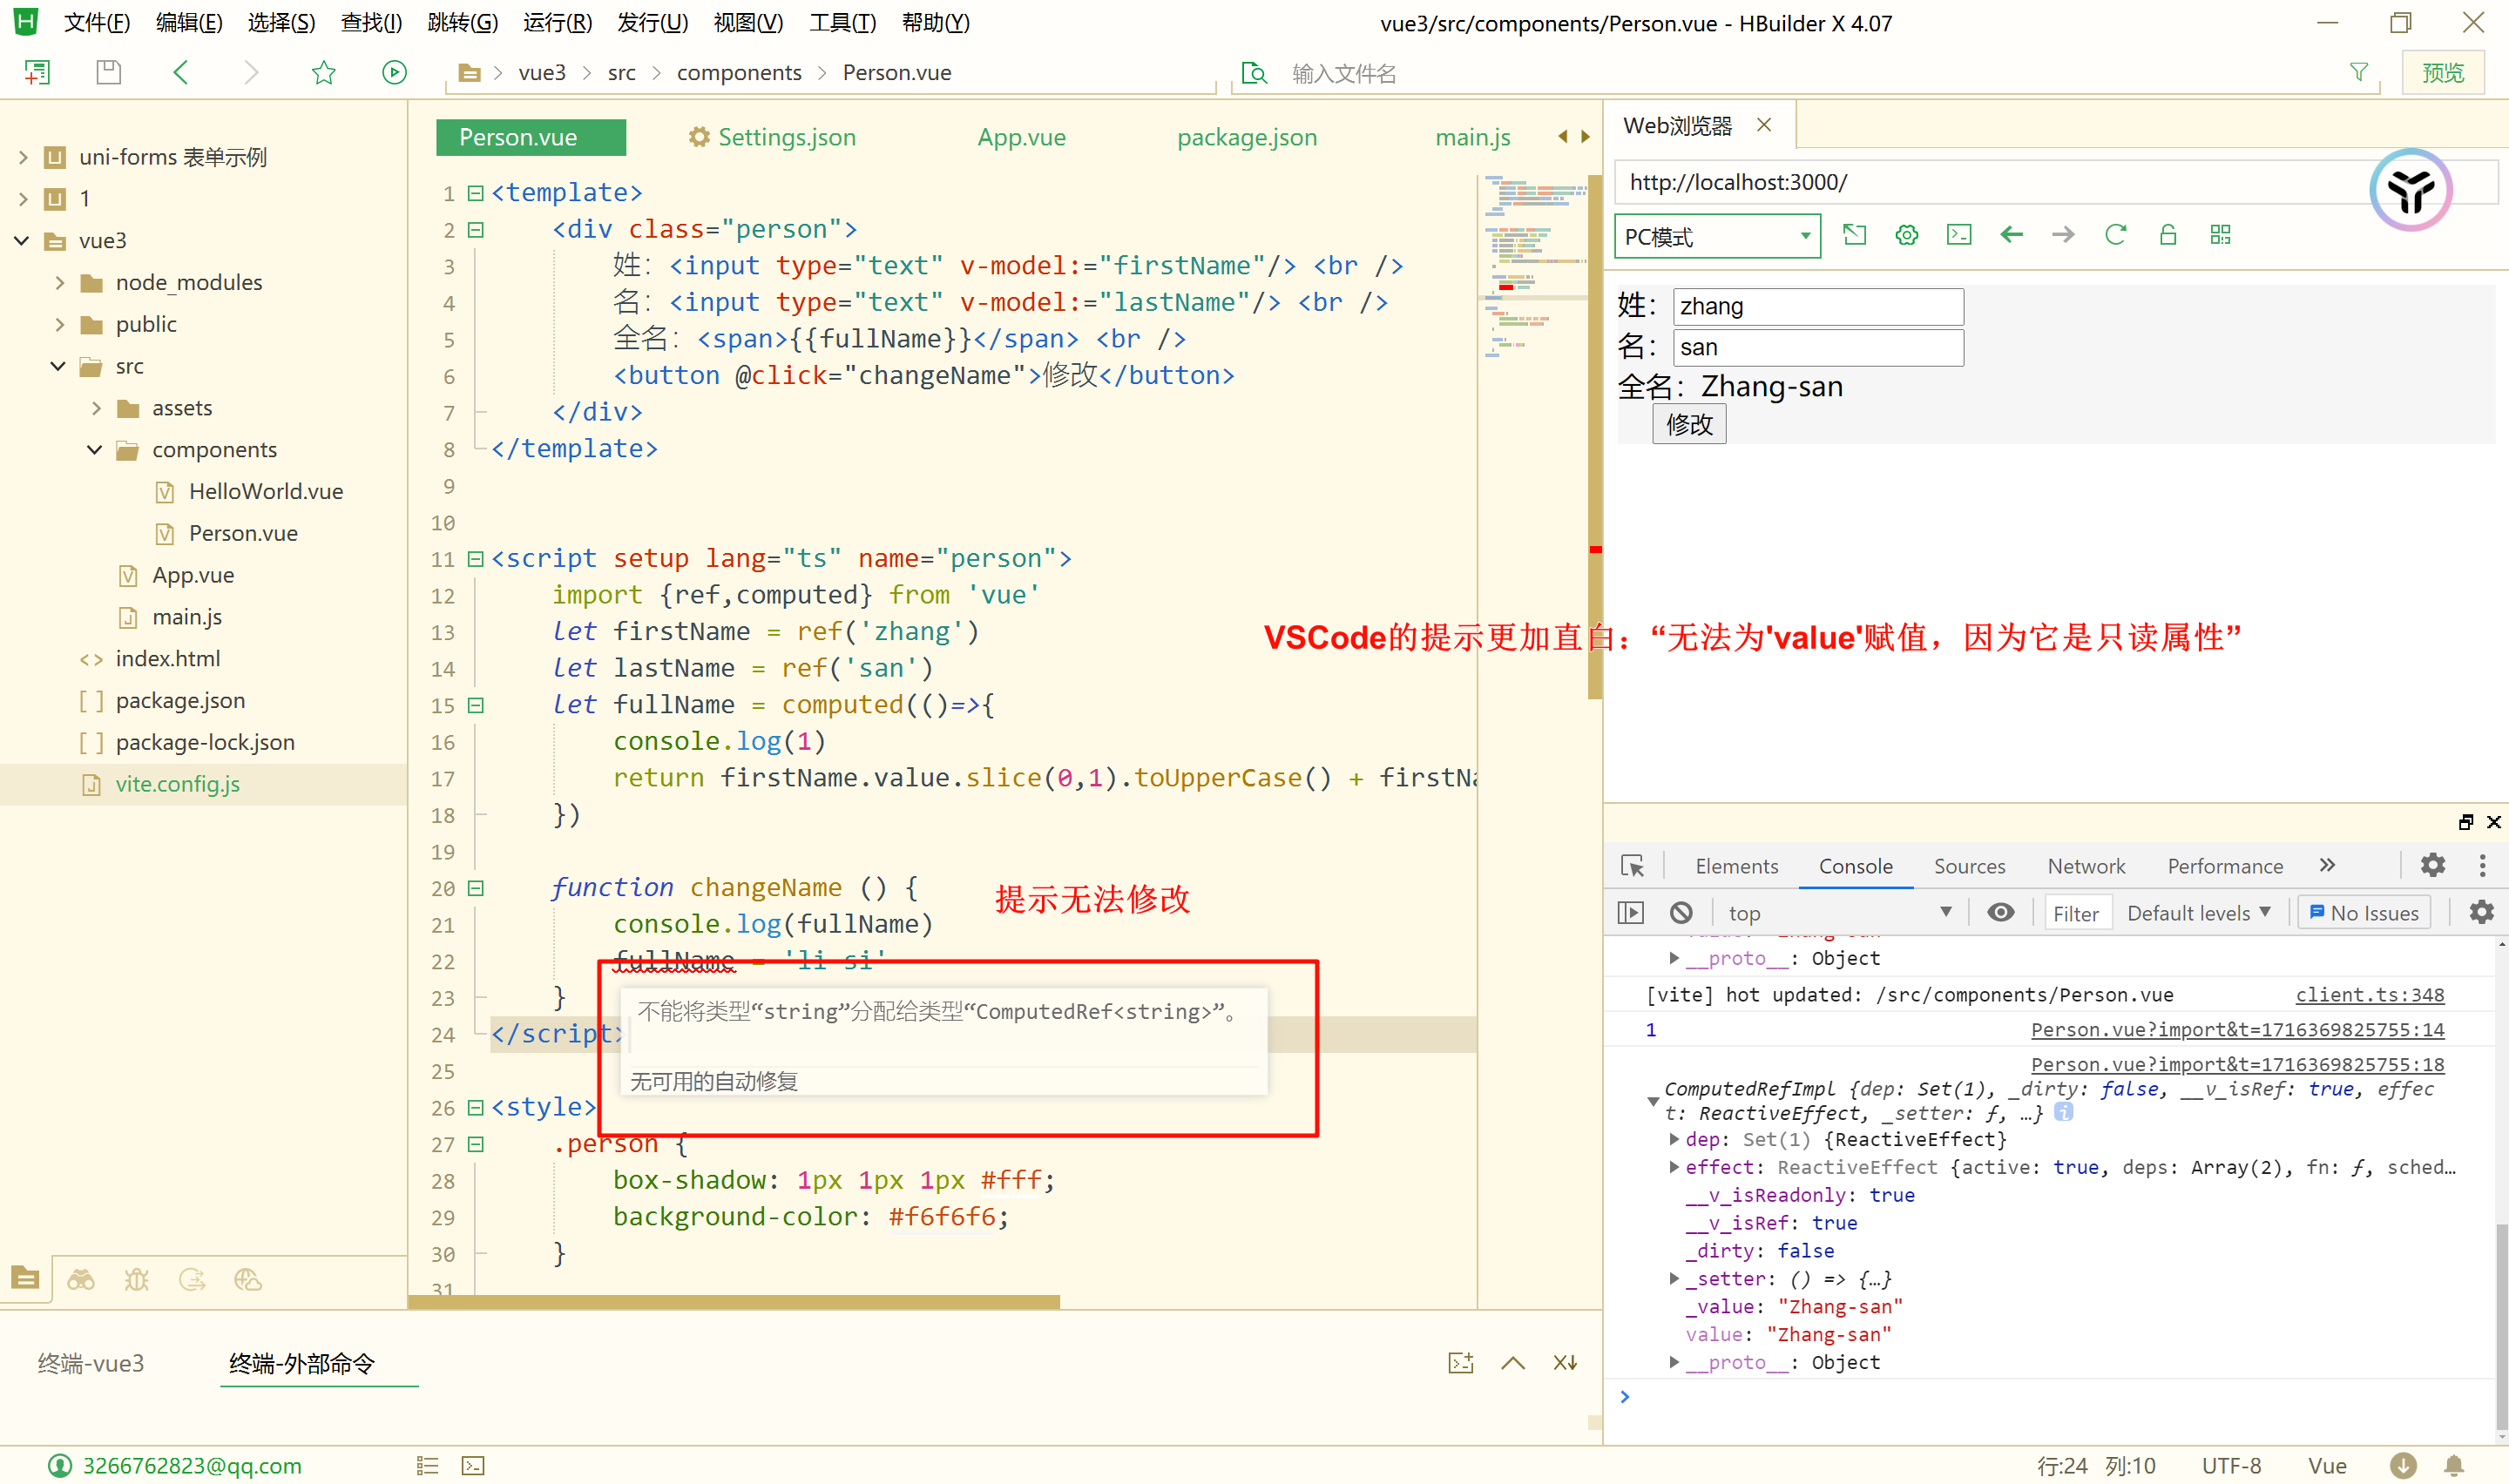 文件(F) 编辑(E) 选择(S) 查找(I) 跳转(G) 运行(R) 发行(U) 视图(V) 工具(T) 帮助(Y)
vue3/src/components/Person.vue - HBuilder X 4.07
vue3 > src > components > Person.vue
输入文件名
预览
uni-forms 表单示例
1
vue3
node_modules
public
src
assets
components
HelloWorld.vue
Person.vue
App.vue
main.js
index.html
package.json
package-lock.json
vite.config.js
Person.vue Settings.json App.vue package.json main.js
1 <template>
2 <div class="person">
3 姓：<input type="text" v-model:="firstName"/> <br />
4 名：<input type="text" v-model:="lastName"/> <br />
5 全名：<span>{{fullName}}</span> <br />
6 <button @click="changeName">修改</button>
7 </div>
8 </template>
9
10
11 <script setup lang="ts" name="person">
12 import {ref,computed} from 'vue'
13 let firstName = ref('zhang')
14 let lastName = ref('san')
15 let fullName = computed(()=>{
16 console.log(1)
17 return firstName.value.slice(0,1).toUpperCase() + firstNa
18 })
19
20 function changeName () {
21 console.log(fullName)
22 fullName = 'li-si'
23 }
24 </script>
25
26 <style>
27 .person {
28 box-shadow: 1px 1px 1px #fff;
29 background-color: #f6f6f6;
30 }
31
提示无法修改
不能将类型“string”分配给类型“ComputedRef<string>”。
无可用的自动修复
VSCode的提示更加直白：“无法为'value'赋值，因为它是只读属性”
Web浏览器
http://localhost:3000/
PC模式
姓：zhang
名：san
全名：Zhang-san
修改
Elements Console Sources Network Performance »
top Filter Default levels No Issues
__proto__: Object
[vite] hot updated: /src/components/Person.vue client.ts:348
1 Person.vue?import&t=1716369825755:14
Person.vue?import&t=1716369825755:18
ComputedRefImpl {dep: Set(1), _dirty: false, __v_isRef: true, effec
t: ReactiveEffect, _setter: ƒ, …}
dep: Set(1) {ReactiveEffect}
effect: ReactiveEffect {active: true, deps: Array(2), fn: ƒ, sched…
__v_isReadonly: true
__v_isRef: true
_dirty: false
_setter: () => {…}
_value: "Zhang-san"
value: "Zhang-san"
__proto__: Object
终端-vue3 终端-外部命令
3266762823@qq.com
行:24 列:10 UTF-8 Vue